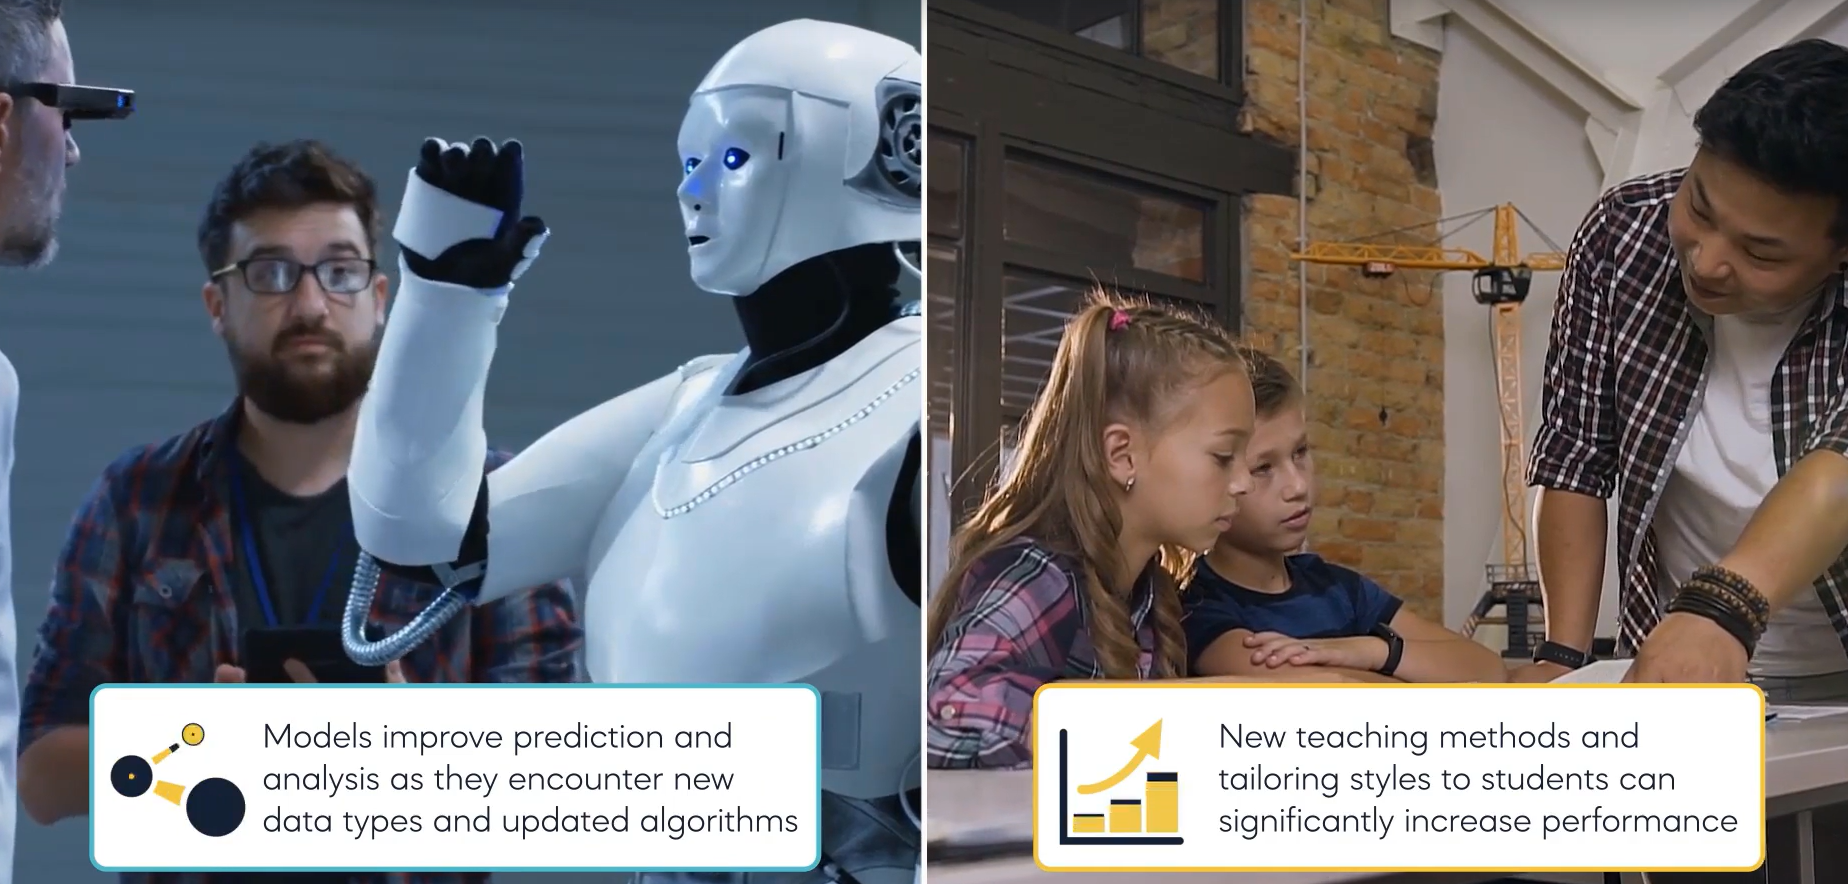 Models improve prediction and
analysis as they encounter new
data types and updated algorithms
New teaching methods and
tailoring styles to students can
significantly increase performance